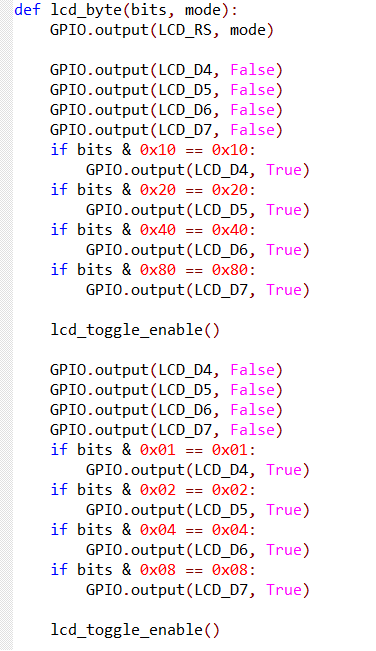 def lcd_byte(bits, mode):
    GPIO.output(LCD_RS, mode)

    GPIO.output(LCD_D4, False)
    GPIO.output(LCD_D5, False)
    GPIO.output(LCD_D6, False)
    GPIO.output(LCD_D7, False)
    if bits & 0x10 == 0x10:
        GPIO.output(LCD_D4, True)
    if bits & 0x20 == 0x20:
        GPIO.output(LCD_D5, True)
    if bits & 0x40 == 0x40:
        GPIO.output(LCD_D6, True)
    if bits & 0x80 == 0x80:
        GPIO.output(LCD_D7, True)

    lcd_toggle_enable()

    GPIO.output(LCD_D4, False)
    GPIO.output(LCD_D5, False)
    GPIO.output(LCD_D6, False)
    GPIO.output(LCD_D7, False)
    if bits & 0x01 == 0x01:
        GPIO.output(LCD_D4, True)
    if bits & 0x02 == 0x02:
        GPIO.output(LCD_D5, True)
    if bits & 0x04 == 0x04:
        GPIO.output(LCD_D6, True)
    if bits & 0x08 == 0x08:
        GPIO.output(LCD_D7, True)

    lcd_toggle_enable()